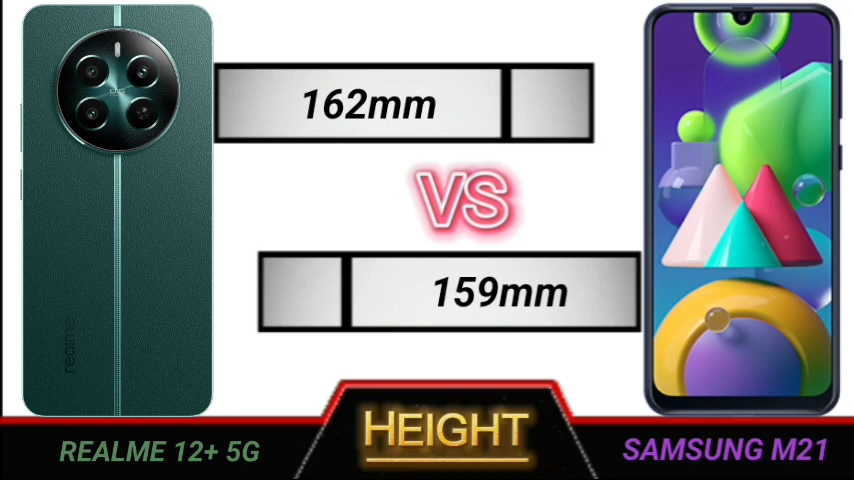 162mm
VS
159mm
realme
HEIGHT
REALME 12+ 5G
SAMSUNG M21